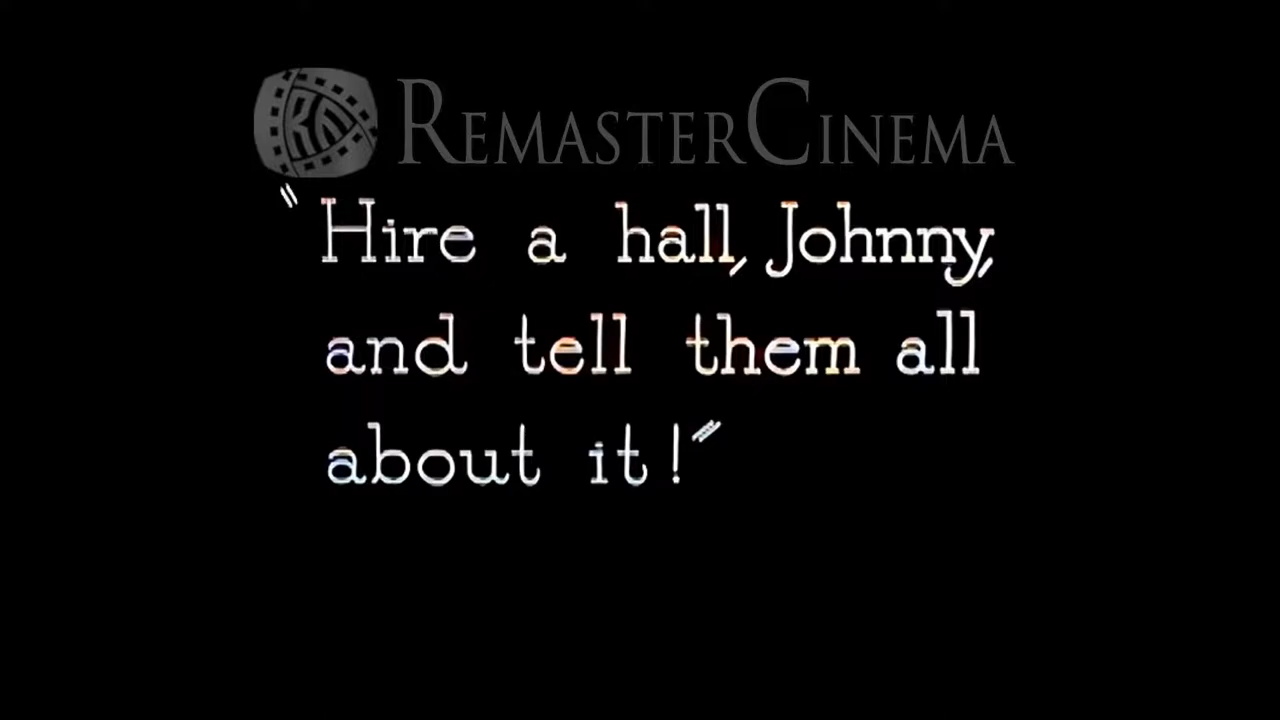 REMASTERCINEMA
"Hire a hall, Johnny,
and tell them all
about it!"